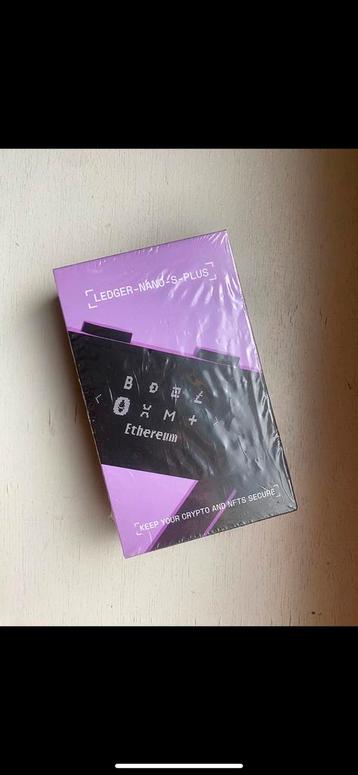 LEDGER-NANO-S-PLUS
Ethereum
KEEP YOUR CRYPTO AND NFTS SECURE